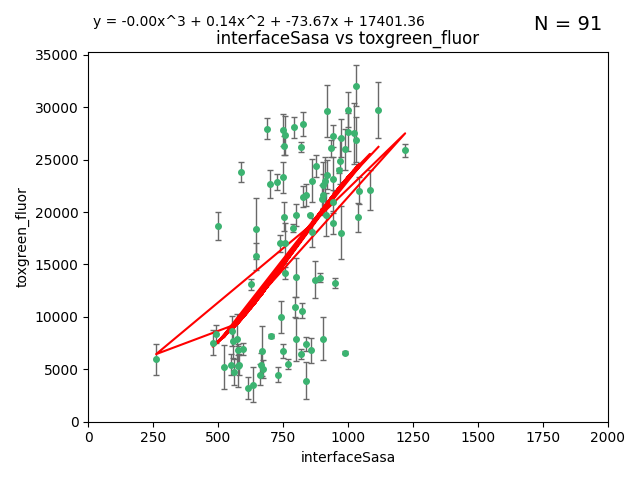 y = -0.00x^3 + 0.14x^2 + -73.67x + 17401.36
N = 91
interfaceSasa vs toxgreen_fluor
35000
30000
25000
20000
15000
10000
5000
0
toxgreen_fluor
0 250 500 750 1000 1250 1500 1750 2000
interfaceSasa